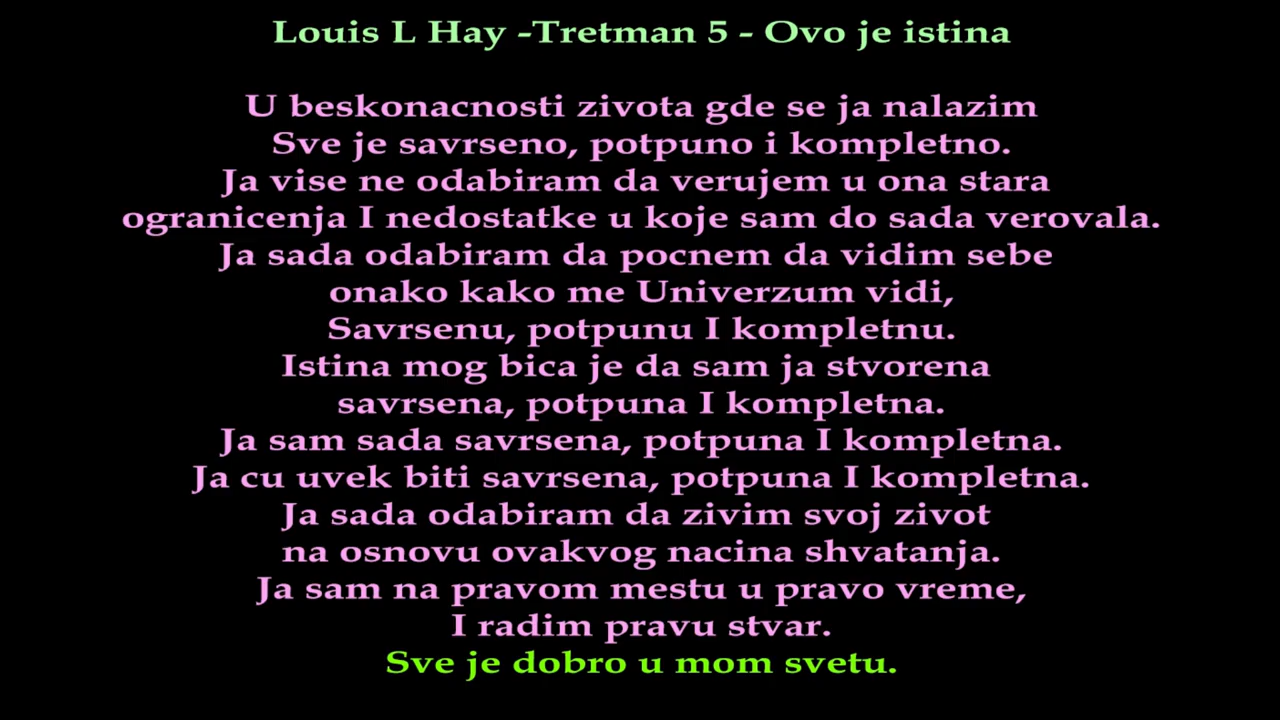 Louis L Hay -Tretman 5 - Ovo je istina
U beskonacnosti zivota gde se ja nalazim
Sve je savrseno, potpuno i kompletno.
Ja vise ne odabiram da verujem u ona stara
ogranicenja I nedostatke u koje sam do sada verovala.
Ja sada odabiram da pocnem da vidim sebe
onako kako me Univerzum vidi,
Savrsenu, potpunu I kompletnu.
Istina mog bica je da sam ja stvorena
savrsena, potpuna I kompletna.
Ja sam sada savrsena, potpuna I kompletna.
Ja cu uvek biti savrsena, potpuna I kompletna.
Ja sada odabiram da zivim svoj zivot
na osnovu ovakvog nacina shvatanja.
Ja sam na pravom mestu u pravo vreme,
I radim pravu stvar.
Sve je dobro u mom svetu.